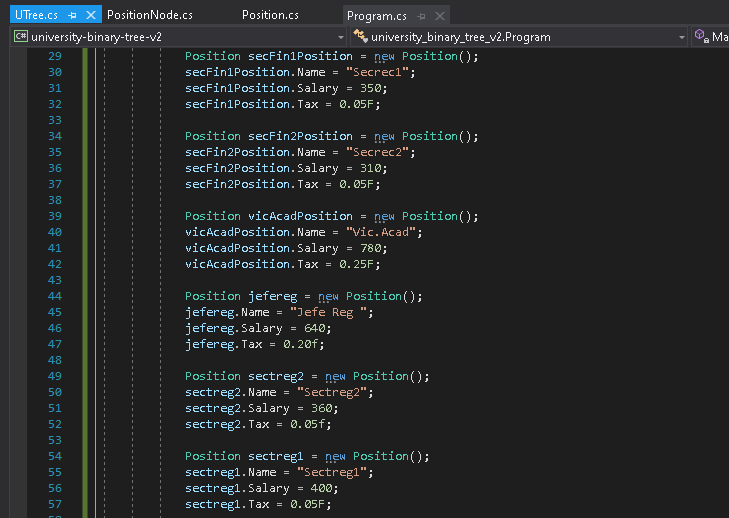 UTree.cs PositionNode.cs Position.cs Program.cs
C# university-binary-tree-v2 university_binary_tree_v2.Program Ma
29 Position secFin1Position = new Position();
30 secFin1Position.Name = "Secrec1";
31 secFin1Position.Salary = 350;
32 secFin1Position.Tax = 0.05F;
33
34 Position secFin2Position = new Position();
35 secFin2Position.Name = "Secrec2";
36 secFin2Position.Salary = 310;
37 secFin2Position.Tax = 0.05F;
38
39 Position vicAcadPosition = new Position();
40 vicAcadPosition.Name = "Vic.Acad";
41 vicAcadPosition.Salary = 780;
42 vicAcadPosition.Tax = 0.25F;
43
44 Position jefereg = new Position();
45 jefereg.Name = "Jefe Reg ";
46 jefereg.Salary = 640;
47 jefereg.Tax = 0.20f;
48
49 Position sectreg2 = new Position();
50 sectreg2.Name = "Sectreg2";
51 sectreg2.Salary = 360;
52 sectreg2.Tax = 0.05f;
53
54 Position sectreg1 = new Position();
55 sectreg1.Name = "Sectreg1";
56 sectreg1.Salary = 400;
57 sectreg1.Tax = 0.05F;